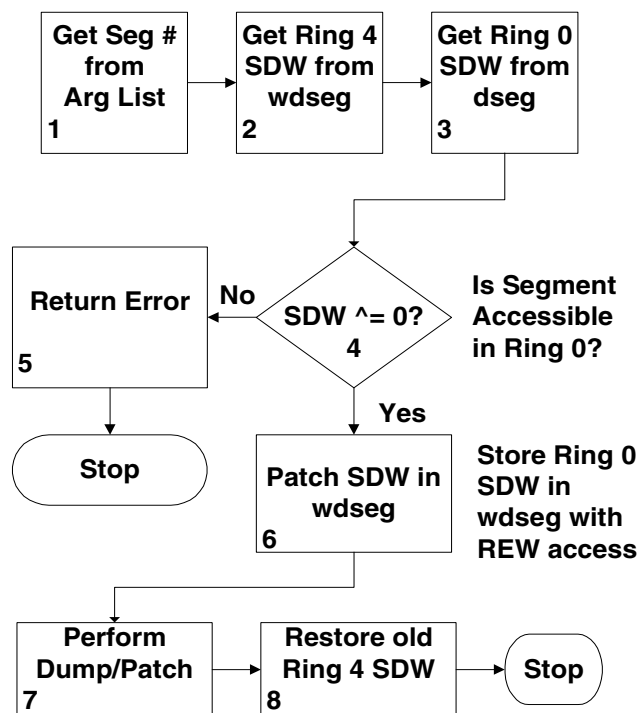 Get Seg #
from
Arg List
1
Get Ring 4
SDW from
wdseg
2
Get Ring 0
SDW from
dseg
3
Return Error
5
No
SDW ^= 0?
4
Is Segment
Accessible
in Ring 0?
Yes
Stop
Patch SDW in
wdseg
6
Store Ring 0
SDW in
wdseg with
REW access
Perform
Dump/Patch
7
Restore old
Ring 4 SDW
8
Stop